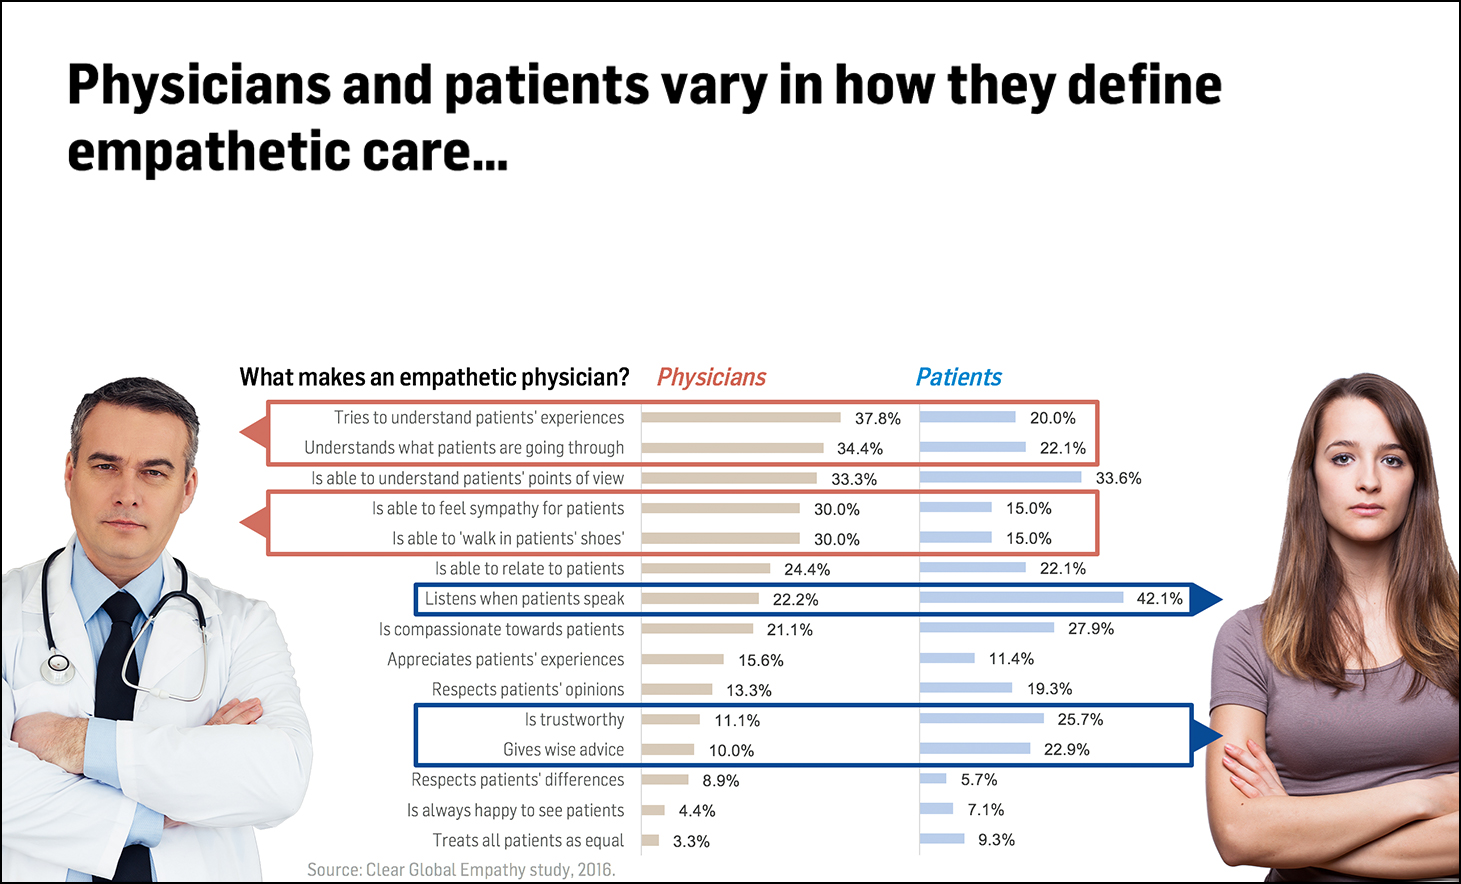 Physicians and patients vary in how they define
empathetic care...
What makes an empathetic physician? Physicians Patients
Tries to understand patients' experiences 37.8% 20.0%
Understands what patients are going through 34.4% 22.1%
Is able to understand patients' points of view 33.3% 33.6%
Is able to feel sympathy for patients 30.0% 15.0%
Is able to 'walk in patients' shoes' 30.0% 15.0%
Is able to relate to patients 24.4% 22.1%
Listens when patients speak 22.2% 42.1%
Is compassionate towards patients 21.1% 27.9%
Appreciates patients' experiences 15.6% 11.4%
Respects patients' opinions 13.3% 19.3%
Is trustworthy 11.1% 25.7%
Gives wise advice 10.0% 22.9%
Respects patients' differences 8.9% 5.7%
Is always happy to see patients 4.4% 7.1%
Treats all patients as equal 3.3% 9.3%
Source: Clear Global Empathy study, 2016.